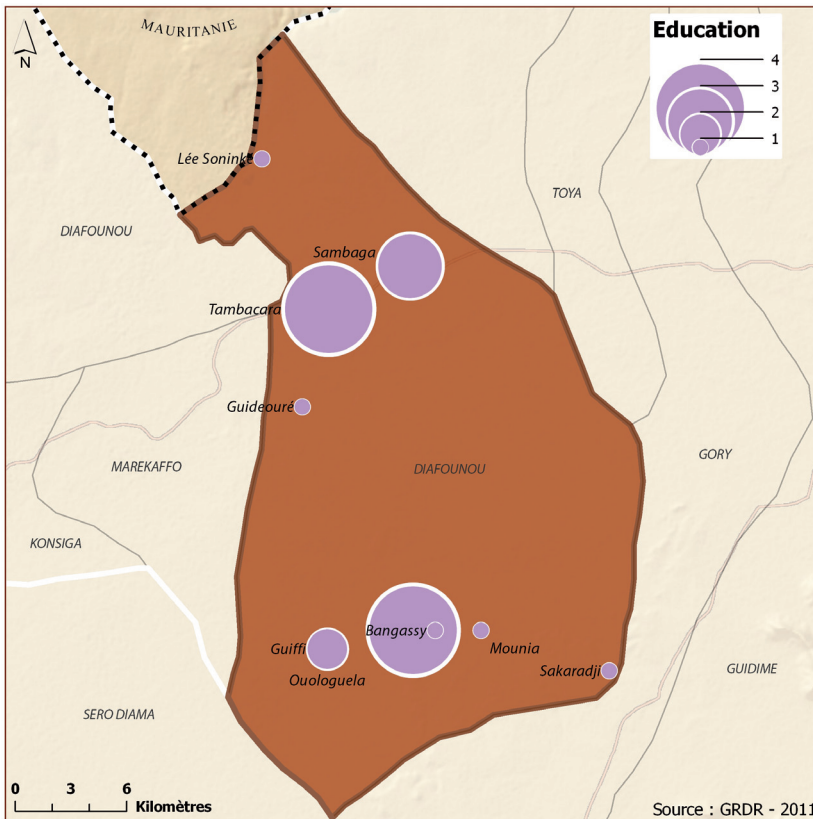 MAURITANIE
N
Education
4
3
2
1
Lée Soninke
TOYA
DIAFOUNOU
Sambaga
Tambacara
Guideouré
MAREKAFFO
DIAFOUNOU
GORY
KONSIGA
Bangassy
Guiffi
Mounia
Ouologuela
Sakaradji
GUIDIME
SERO DIAMA
0 3 6
Kilomètres
Source : GRDR - 2011